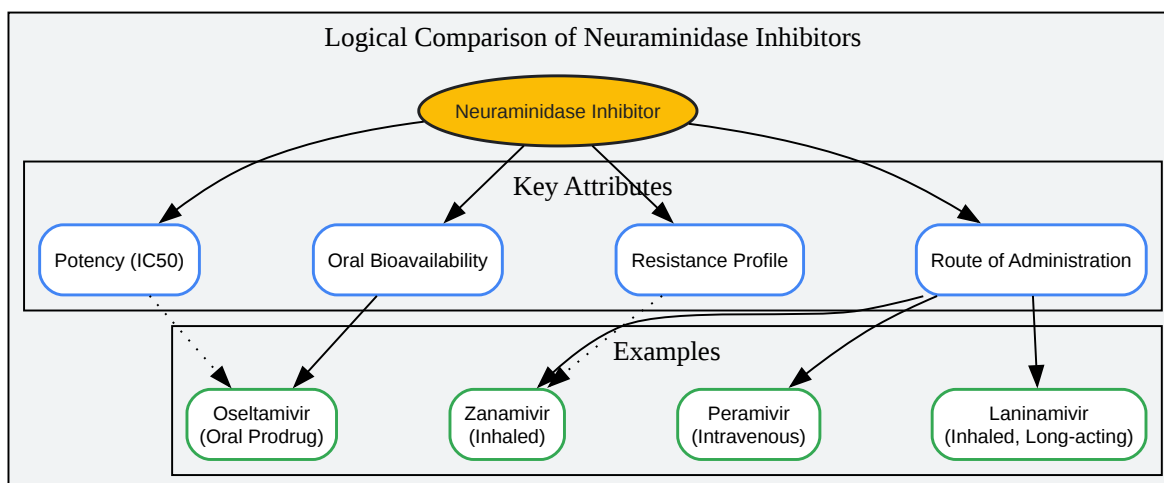 Logical Comparison of Neuraminidase Inhibitors
Neuraminidase Inhibitor
Key Attributes
Potency (IC50)
Oral Bioavailability
Resistance Profile
Route of Administration
Examples
Oseltamivir
(Oral Prodrug)
Zanamivir
(Inhaled)
Peramivir
(Intravenous)
Laninamivir
(Inhaled, Long-acting)